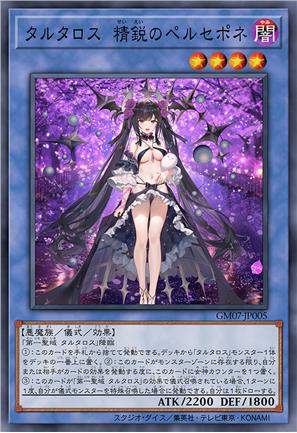 タルタロス 精鋭のペルセポネ
せい えい
闇
やみ
GM07-JP005
【悪魔族／儀式／効果】
「第一聖域 タルタロス」降臨
①：このカードを手札から捨てて発動できる。デッキから「タルタロス」モンスター1体
をデッキの一番上に置く。②：このカードがモンスターゾーンに存在する限り、自分
または相手がカードの効果を発動する度に、このカードに女神カウンターを1つ置く。
③：このカードが「第一聖域 タルタロス」の効果で儀式召喚されている場合、1ターンに
1度、自分が儀式モンスターを特殊召喚した場合に発動できる。自分は1枚ドローする。
ATK/2200 DEF/1800
スタジオ・ダイス／集英社・テレビ東京・KONAMI